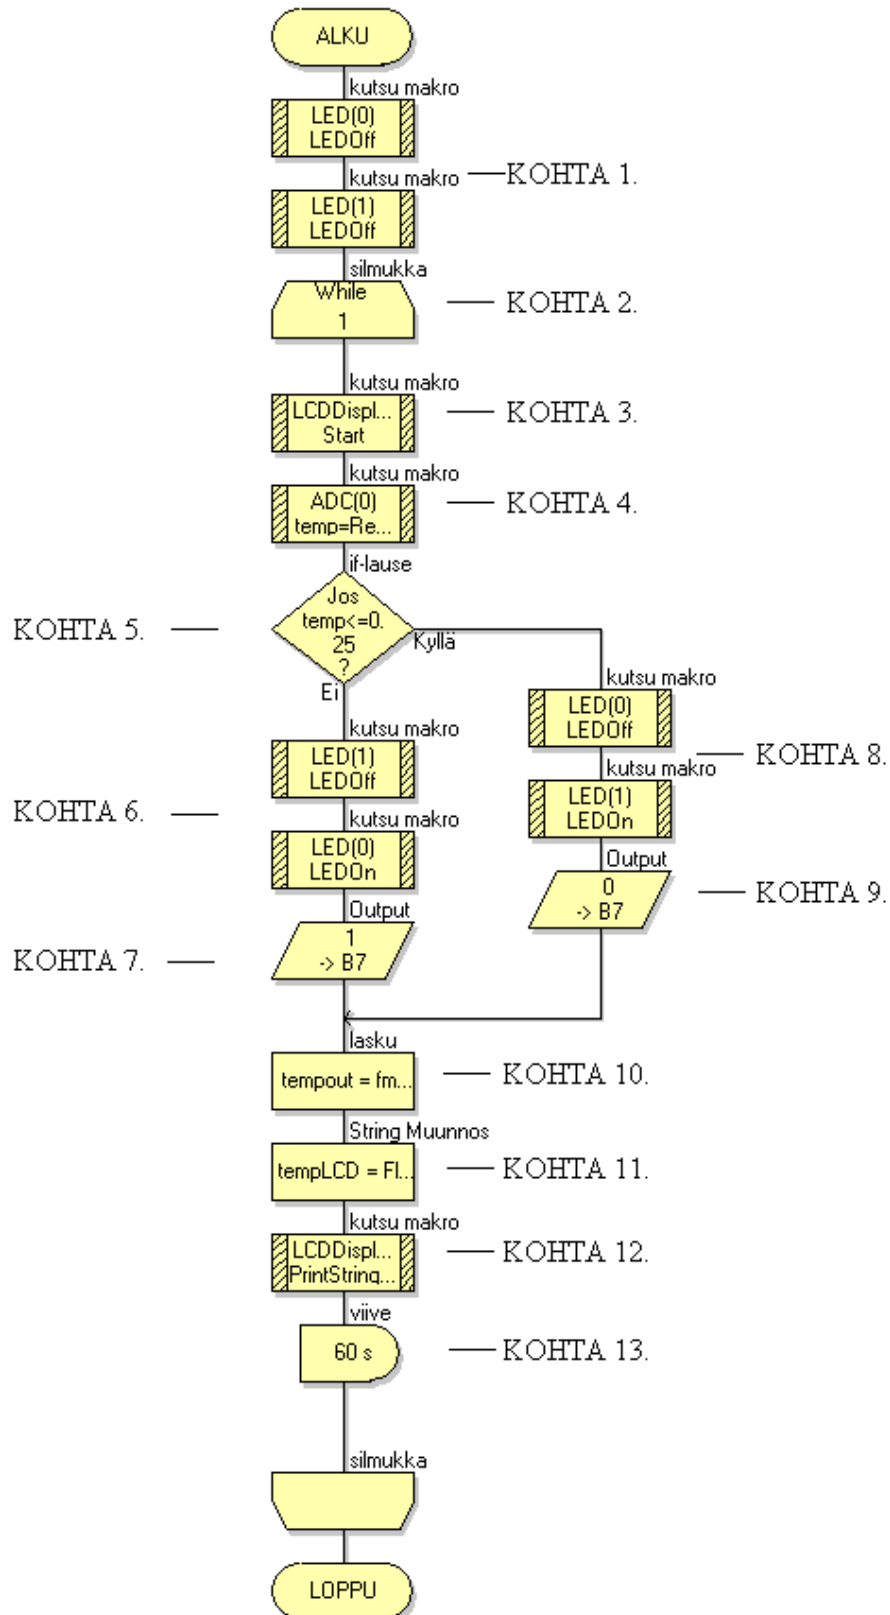 ALKU
kutsu makro
LED(0)
LEDOff
kutsu makro
KOHTA 1.
LED(1)
LEDOff
silmukka
While
1
KOHTA 2.
kutsu makro
LCDDispl...
Start
KOHTA 3.
kutsu makro
ADC(0)
temp=Re...
KOHTA 4.
if-lause
Jos
temp<=0.
25
?
KOHTA 5.
Kyllä
Ei
kutsu makro
LED(1)
LEDOff
KOHTA 6.
kutsu makro
LED(0)
LEDOn
Output
1
-> B7
KOHTA 7.
kutsu makro
LED(0)
LEDOff
KOHTA 8.
kutsu makro
LED(1)
LEDOn
Output
0
-> B7
KOHTA 9.
lasku
tempout = fm...
KOHTA 10.
String Muunnos
tempLCD = Fl...
KOHTA 11.
kutsu makro
LCDDispl...
PrintString...
KOHTA 12.
viive
60 s
KOHTA 13.
silmukka
LOPPU